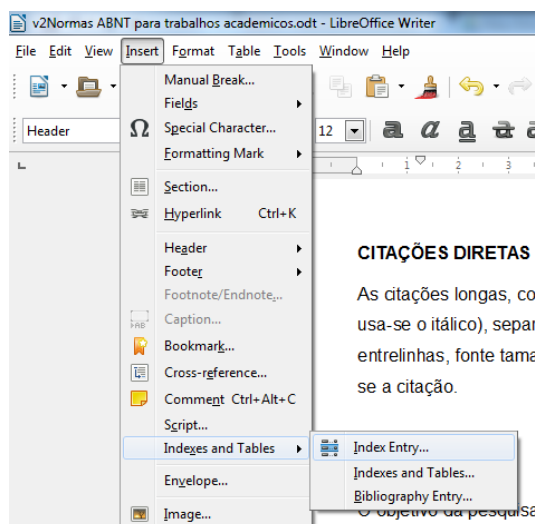 v2Normas ABNT para trabalhos academicos.odt - LibreOffice Writer
File Edit View Insert Format Table Tools Window Help
Manual Break...
Fields
Header
Special Character...
12
a a a
Formatting Mark
1 2 3
Section...
Hyperlink Ctrl+K
Header
Footer
Footnote/Endnote...
Caption...
Bookmark...
Cross-reference...
Comment Ctrl+Alt+C
Script...
Indexes and Tables
Envelope...
Image...
Index Entry...
Indexes and Tables...
Bibliography Entry...
CITAÇÕES DIRETAS
As citações longas, co
usa-se o itálico), separ
entrelinhas, fonte tama
se a citação.
O objetivo da pesquisa